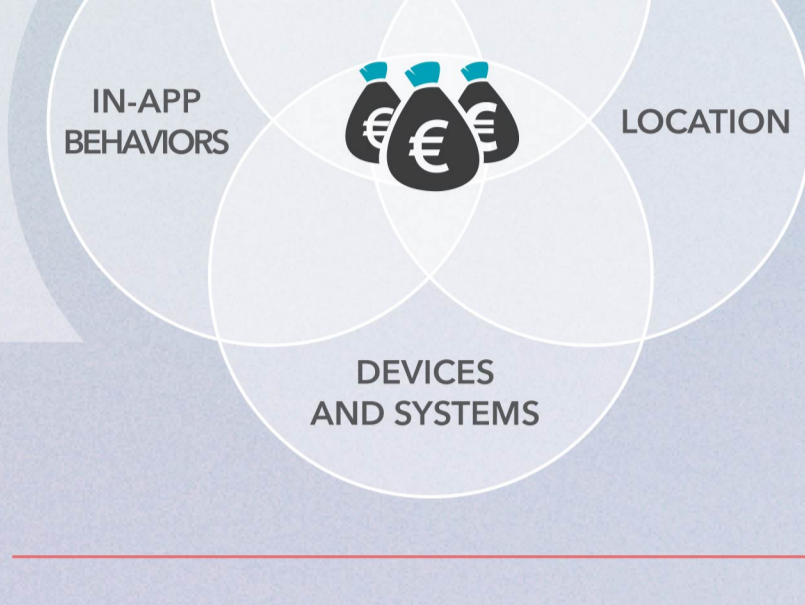 IN-APP
BEHAVIORS
€ € €
LOCATION
DEVICES
AND SYSTEMS